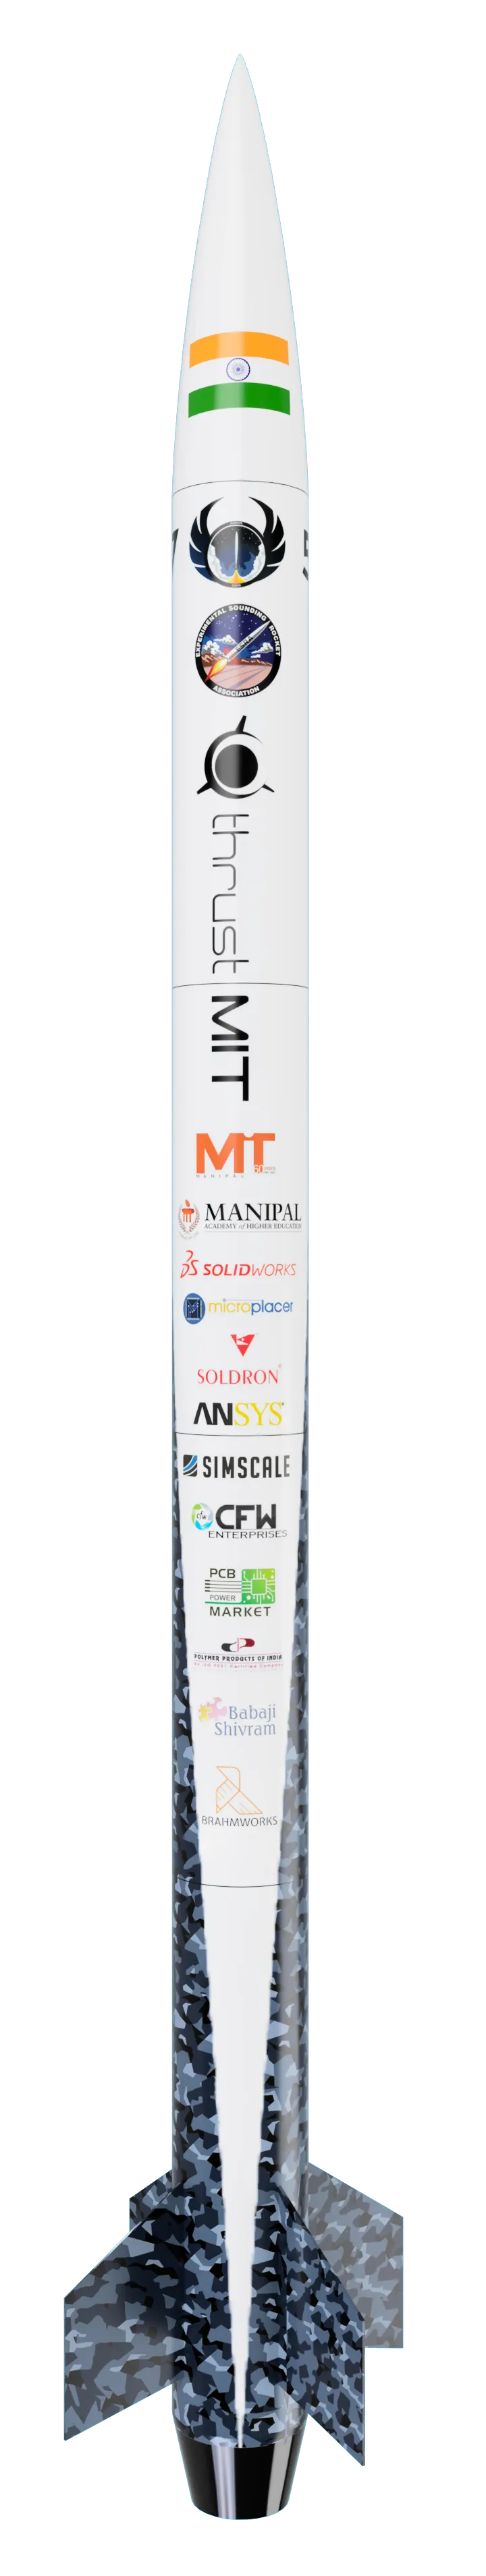 EXPERIMENTAL SOUNDING ROCKET
ASSOCIATION
thrust
MIT
MIT
MANIPAL
MANIPAL
ACADEMY of HIGHER EDUCATION
SOLIDWORKS
microplacer
SOLDRON
ANSYS
SIMSCALE
cfw
CFW
ENTERPRISES
PCB
POWER
MARKET
POLYMER PRODUCTS OF INDIA
Babaji
Shivram
BRAHMWORKS